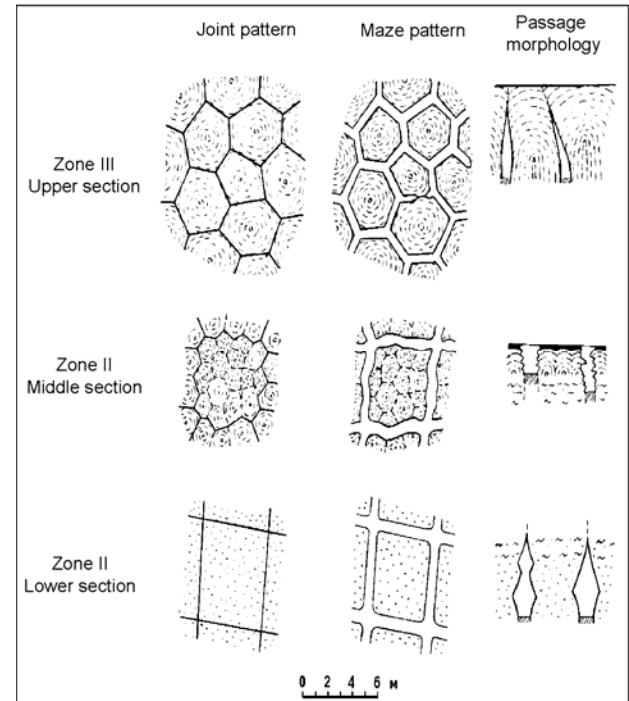 Joint pattern
Maze pattern
Passage
morphology
Zone III
Upper section
Zone II
Middle section
Zone II
Lower section
0 2 4 6 м